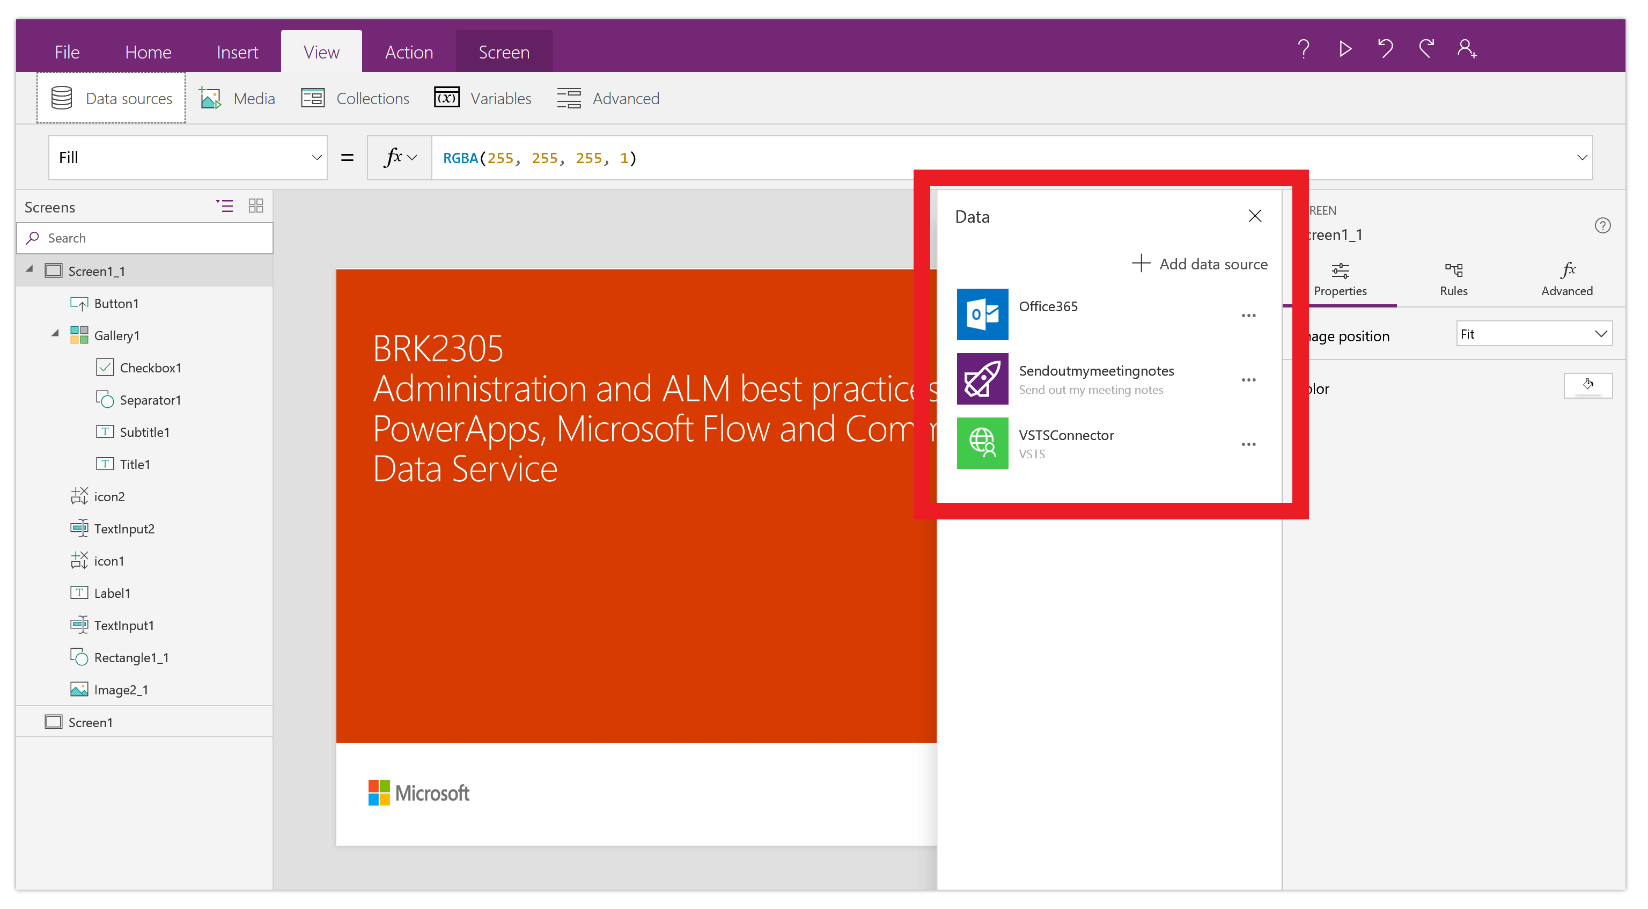 File Home Insert View Action Screen
Data sources Media Collections Variables Advanced
Fill = fx RGBA(255, 255, 255, 1)
Screens
Search
Screen1_1
Button1
Gallery1
Checkbox1
Separator1
Subtitle1
Title1
icon2
TextInput2
icon1
Label1
TextInput1
Rectangle1_1
Image2_1
Screen1
BRK2305
Administration and ALM best practices
PowerApps, Microsoft Flow and Com
Data Service
Microsoft
Data
Add data source
Office365
Sendoutmymeetingnotes
Send out my meeting notes
VSTSConnector
VSTS
REEN
creen1_1
Properties Rules Advanced
age position Fit
olor